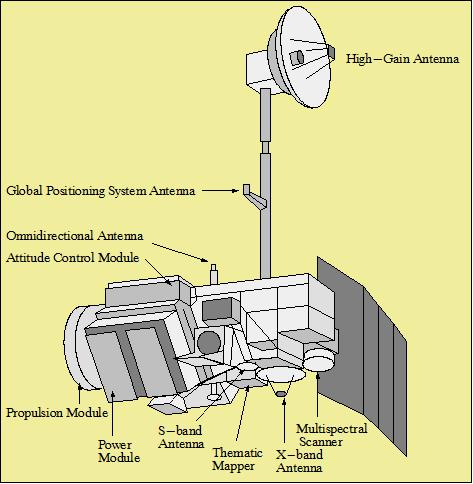 High−Gain Antenna
Global Positioning System Antenna
Omnidirectional Antenna
Attitude Control Module
Propulsion Module
Power
Module
S−band
Antenna
Thematic
Mapper
X−band
Antenna
Multispectral
Scanner